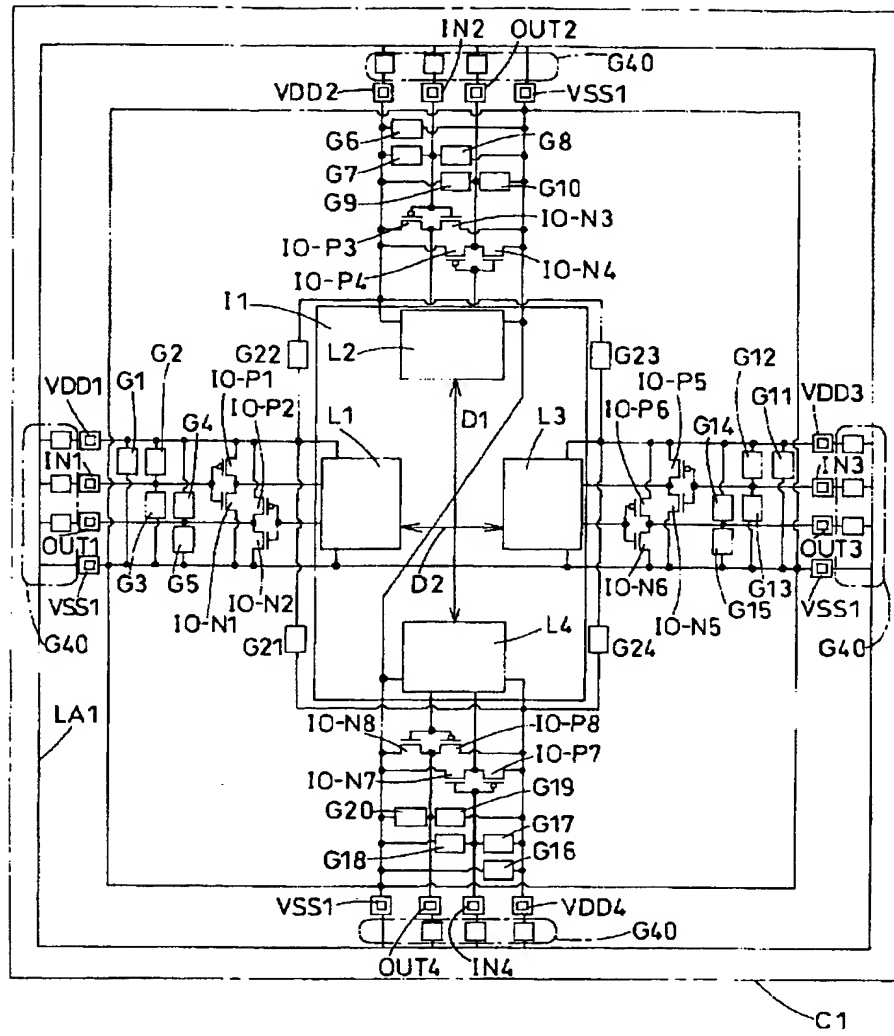 IN2 OUT2
G40
VDD2
VSS1
G6
G8
G7
G9
G10
IO-N3
IO-P3
IO-N4
IO-P4
I1
G22
L2
G23
G2
IO-P1
G12
IO-P5
G1
VDD1
IO-P2
D1
IO-P6
G11
VDD3
G4
L1
L3
G14
IN1
IN3
OUT1
OUT3
G3
G5
IO-N2
D2
IO-N6
G13
VSS1
IO-N1
G15
IO-N5
VSS1
G40
G21
L4
G24
G40
LA1
IO-N8
IO-P8
IO-P7
IO-N7
G19
G20
G17
G18
G16
VSS1
VDD4
G40
OUT4
IN4
C1